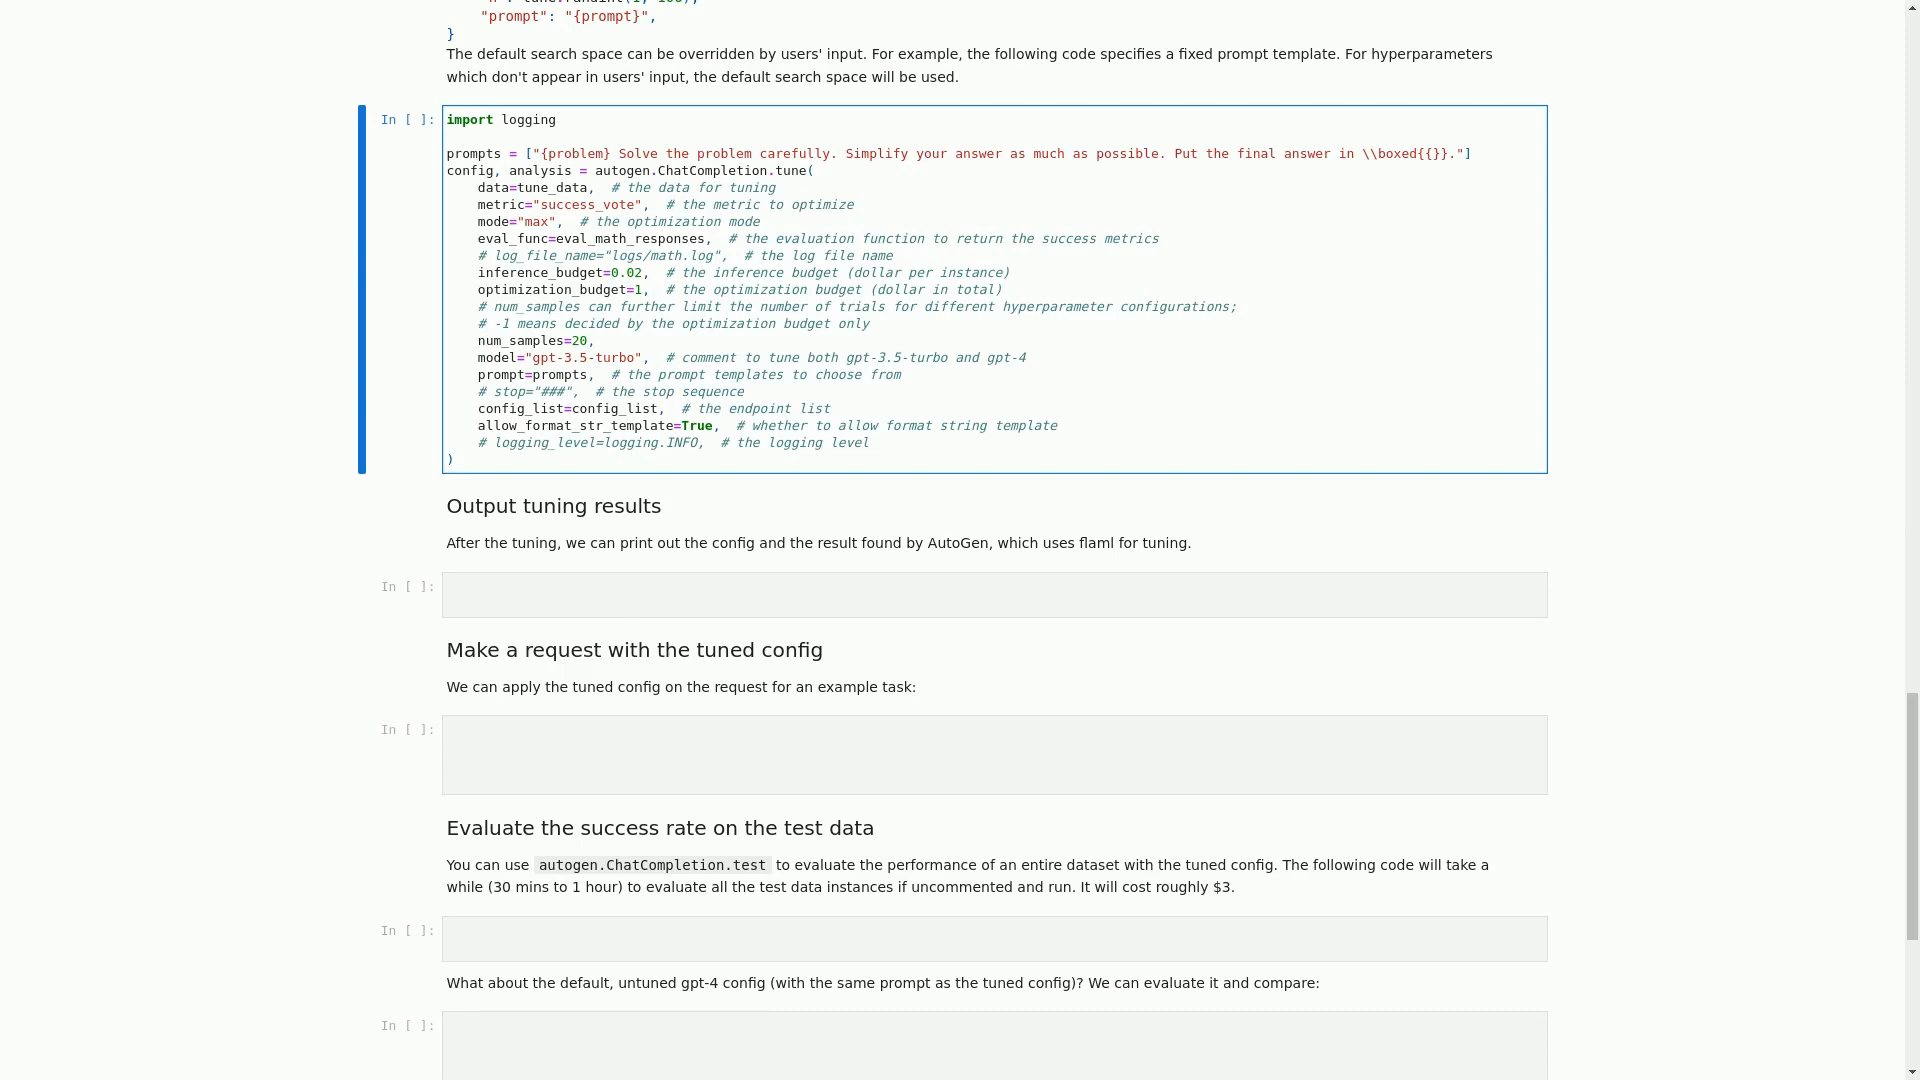 "prompt": "{prompt}",
}
The default search space can be overridden by users' input. For example, the following code specifies a fixed prompt template. For hyperparameters
which don't appear in users' input, the default search space will be used.
In [ ]:
import logging
prompts = ["{problem} Solve the problem carefully. Simplify your answer as much as possible. Put the final answer in \\boxed{{}}."]
config, analysis = autogen.ChatCompletion.tune(
    data=tune_data,  # the data for tuning
    metric="success_vote",  # the metric to optimize
    mode="max",  # the optimization mode
    eval_func=eval_math_responses,  # the evaluation function to return the success metrics
    # log_file_name="logs/math.log",  # the log file name
    inference_budget=0.02,  # the inference budget (dollar per instance)
    optimization_budget=1,  # the optimization budget (dollar in total)
    # num_samples can further limit the number of trials for different hyperparameter configurations;
    # -1 means decided by the optimization budget only
    num_samples=20,
    model="gpt-3.5-turbo",  # comment to tune both gpt-3.5-turbo and gpt-4
    prompt=prompts,  # the prompt templates to choose from
    # stop="###",  # the stop sequence
    config_list=config_list,  # the endpoint list
    allow_format_str_template=True,  # whether to allow format string template
    # logging_level=logging.INFO,  # the logging level
)
Output tuning results
After the tuning, we can print out the config and the result found by AutoGen, which uses flaml for tuning.
In [ ]:
Make a request with the tuned config
We can apply the tuned config on the request for an example task:
In [ ]:
Evaluate the success rate on the test data
You can use autogen.ChatCompletion.test to evaluate the performance of an entire dataset with the tuned config. The following code will take a
while (30 mins to 1 hour) to evaluate all the test data instances if uncommented and run. It will cost roughly $3.
In [ ]:
What about the default, untuned gpt-4 config (with the same prompt as the tuned config)? We can evaluate it and compare:
In [ ]: